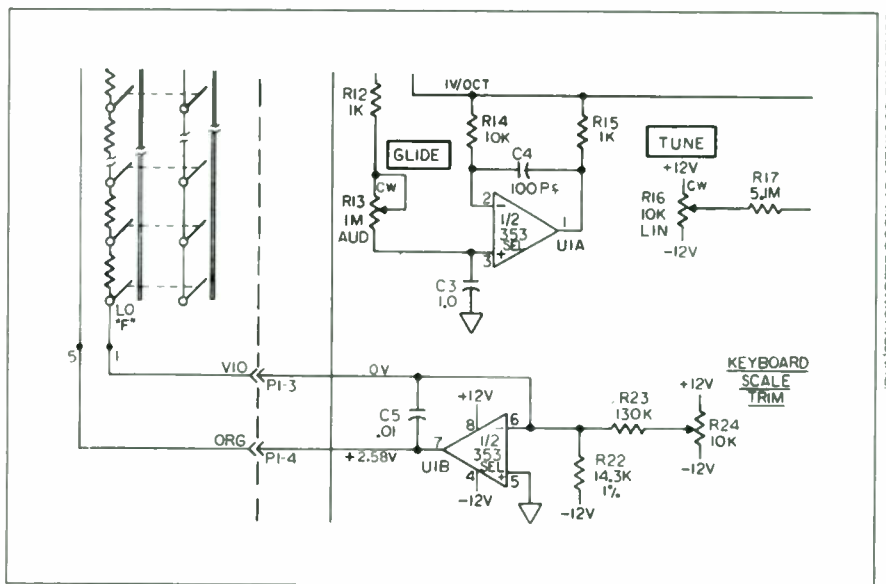 1V/OCT
R12
1K
R14
10K
R15
1K
GLIDE
C4
100 Pf
TUNE
+12V
CW
R17
5.1M
R16
10K
LIN
-12V
CW
R13
1M
AUD
2
-
1/2
353
SEL
+
3
1
U1A
C3
1.0
LO
"F"
5
1
VIO
P1-3
0V
ORG
P1-4
+2.58V
C5
.01
+12V
8
-
6
7
1/2
353
SEL
+
5
4
U1B
-12V
R23
130K
R22
14.3K
1%
-12V
KEYBOARD
SCALE
TRIM
+12V
R24
10K
-12V